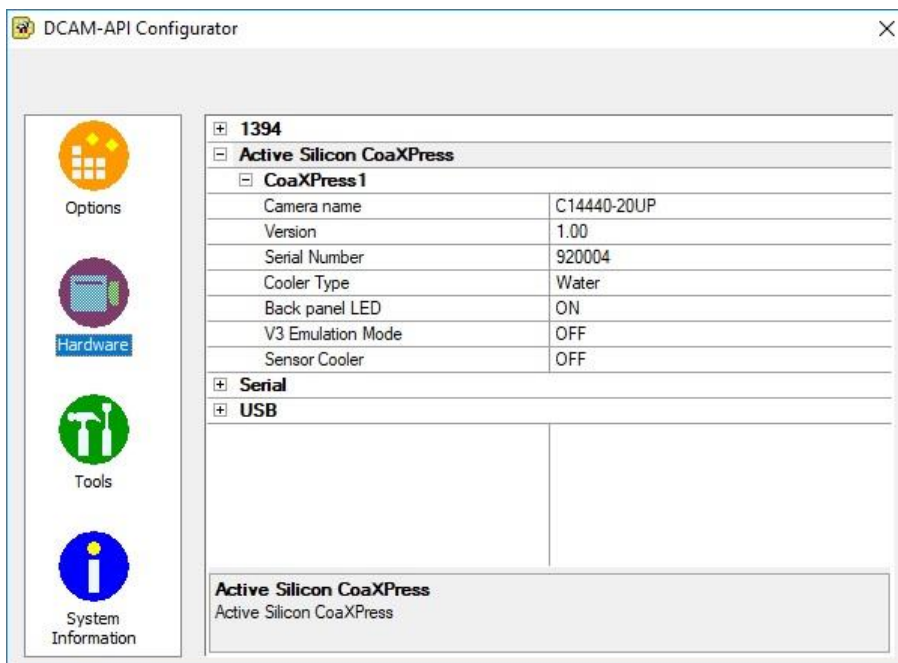 DCAM-API Configurator
Options
Hardware
Tools
System
Information
1394
Active Silicon CoaXPress
CoaXPress1
Camera name C14440-20UP
Version 1.00
Serial Number 920004
Cooler Type Water
Back panel LED ON
V3 Emulation Mode OFF
Sensor Cooler OFF
Serial
USB
Active Silicon CoaXPress
Active Silicon CoaXPress